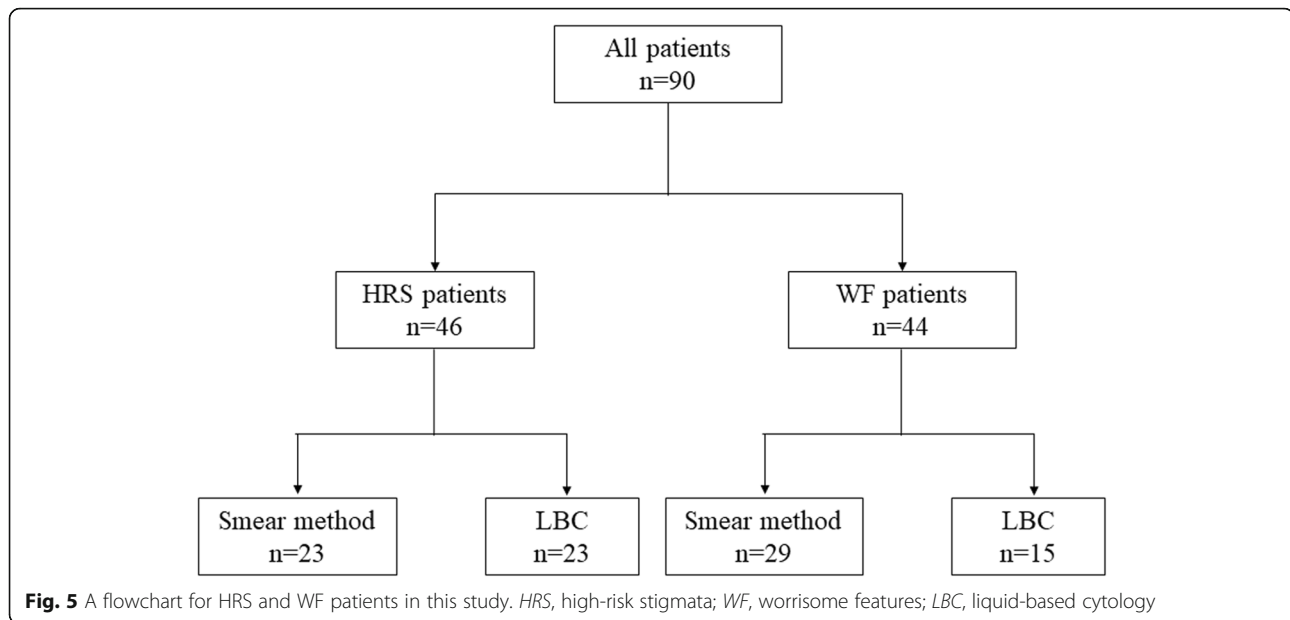 All patients
n=90
HRS patients
n=46
WF patients
n=44
Smear method
n=23
LBC
n=23
Smear method
n=29
LBC
n=15
Fig. 5 A flowchart for HRS and WF patients in this study. HRS, high-risk stigmata; WF, worrisome features; LBC, liquid-based cytology